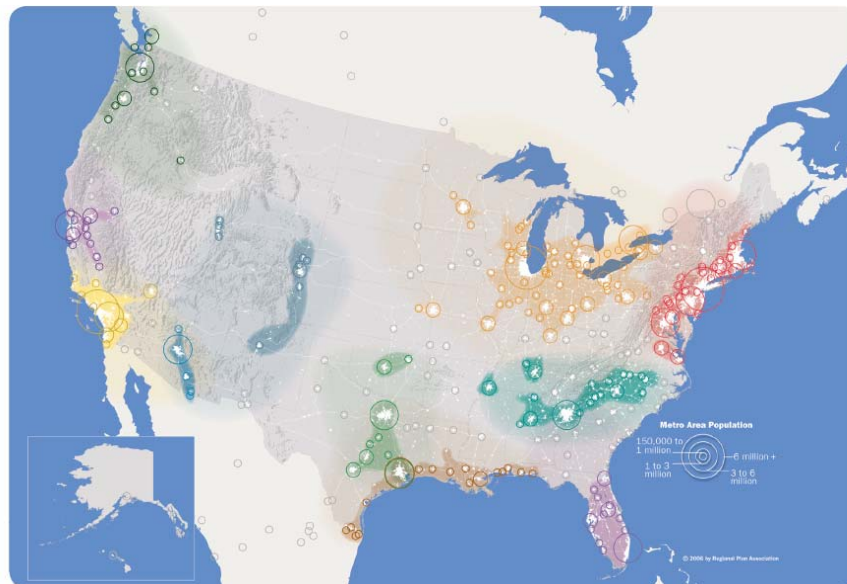 Metro Area Population
150,000 to
1 million
1 to 3
million
6 million +
3 to 6
million
© 2006 by Regional Plan Association